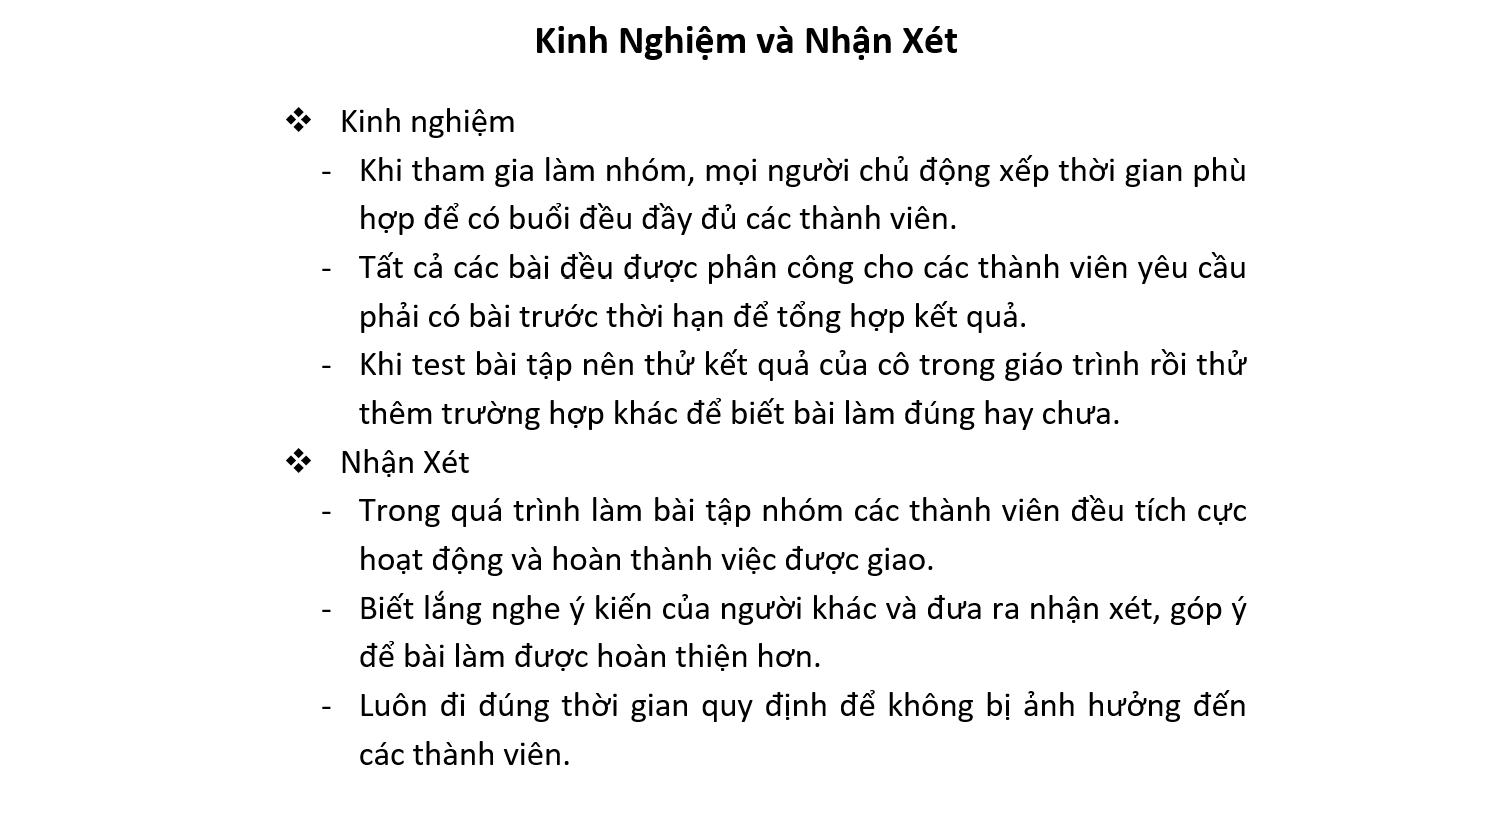 Kinh Nghiệm và Nhận Xét
❖ Kinh nghiệm
- Khi tham gia làm nhóm, mọi người chủ động xếp thời gian phù
hợp để có buổi đều đầy đủ các thành viên.
- Tất cả các bài đều được phân công cho các thành viên yêu cầu
phải có bài trước thời hạn để tổng hợp kết quả.
- Khi test bài tập nên thử kết quả của cô trong giáo trình rồi thử
thêm trường hợp khác để biết bài làm đúng hay chưa.
❖ Nhận Xét
- Trong quá trình làm bài tập nhóm các thành viên đều tích cực
hoạt động và hoàn thành việc được giao.
- Biết lắng nghe ý kiến của người khác và đưa ra nhận xét, góp ý
để bài làm được hoàn thiện hơn.
- Luôn đi đúng thời gian quy định để không bị ảnh hưởng đến
các thành viên.